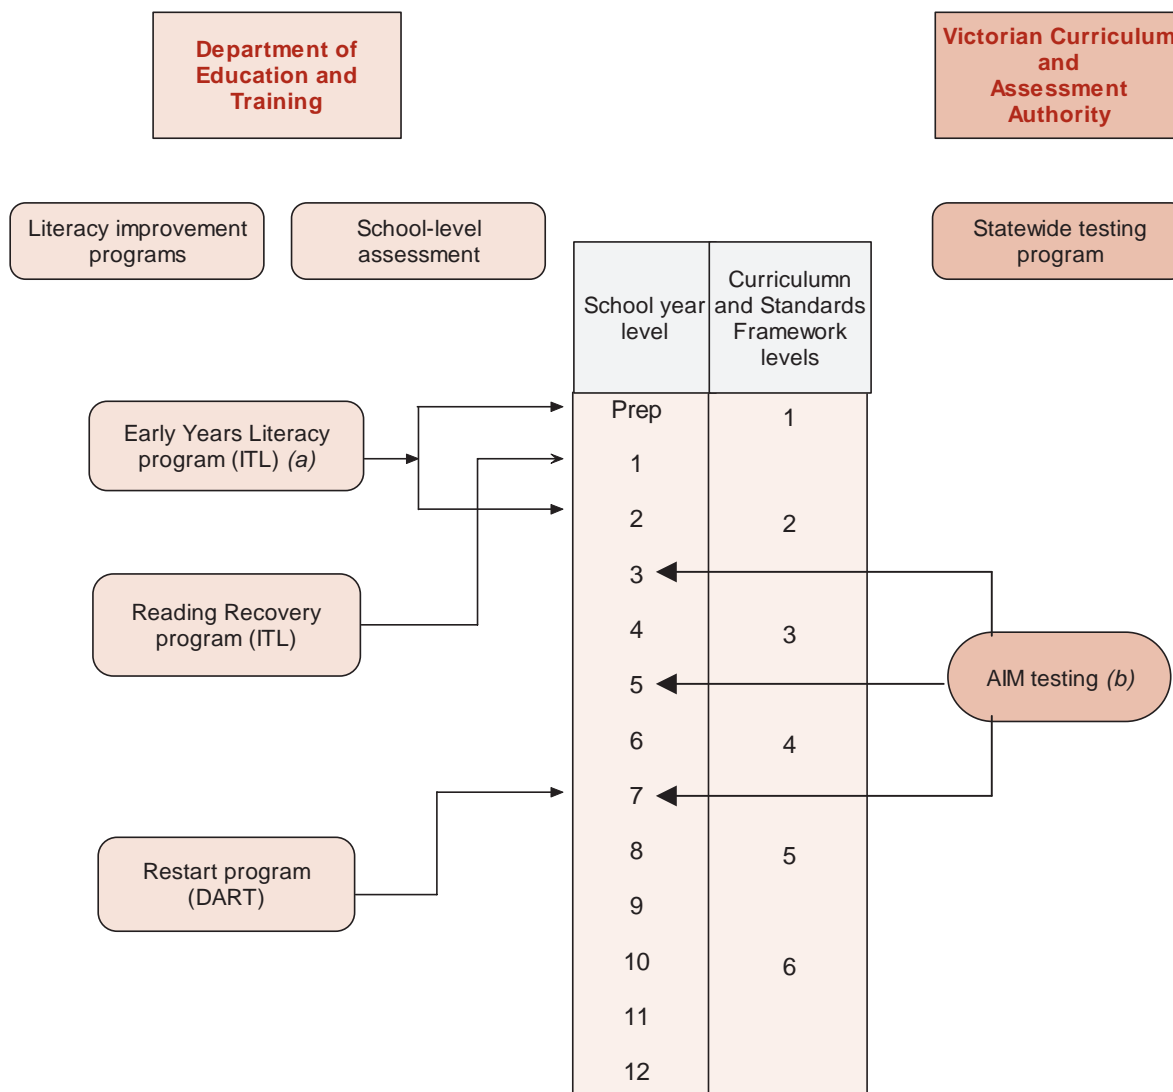 Department of
Education and
Training
Victorian Curriculum
and
Assessment
Authority
Literacy improvement
programs
School-level
assessment
Statewide testing
program
School year
level
Curriculumn
and Standards
Framework
levels
Early Years Literacy
program (ITL) (a)
Reading Recovery
program (ITL)
Restart program
(DART)
Prep
1
2
3
4
5
6
7
8
9
10
11
12
1
2
3
4
5
6
AIM testing (b)